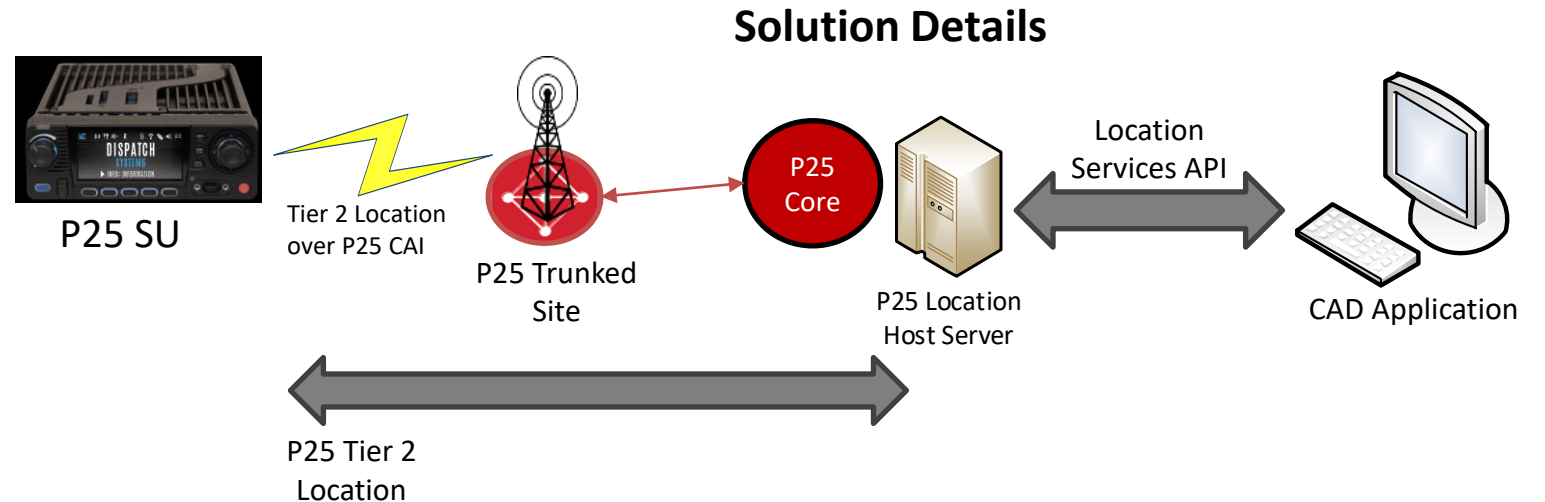 Solution Details
DISPATCH
SYSTEMS
▶ INFO: INFORMATION
P25 SU
Tier 2 Location
over P25 CAI
P25 Trunked
Site
P25
Core
P25 Location
Host Server
Location
Services API
CAD Application
P25 Tier 2
Location